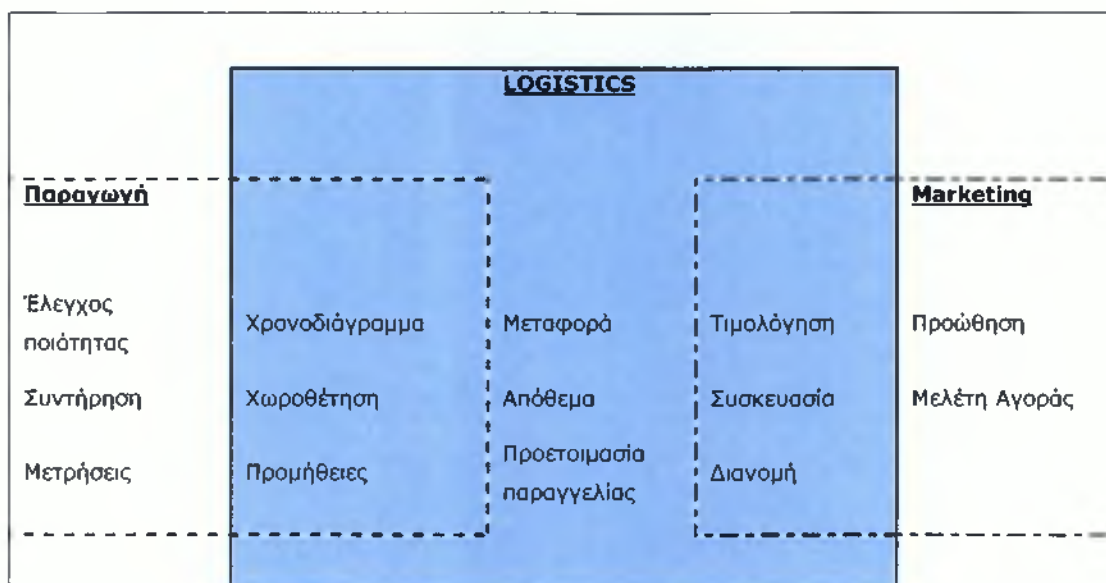 LOGISTICS
Παραγωγή
Marketing
Έλεγχος
ποιότητας
Χρονοδιάγραμμα
Μεταφορά
Τιμολόγηση
Προώθηση
Συντήρηση
Χωροθέτηση
Απόθεμα
Συσκευασία
Μελέτη Αγοράς
Μετρήσεις
Προμήθειες
Προετοιμασία
παραγγελίας
Διανομή